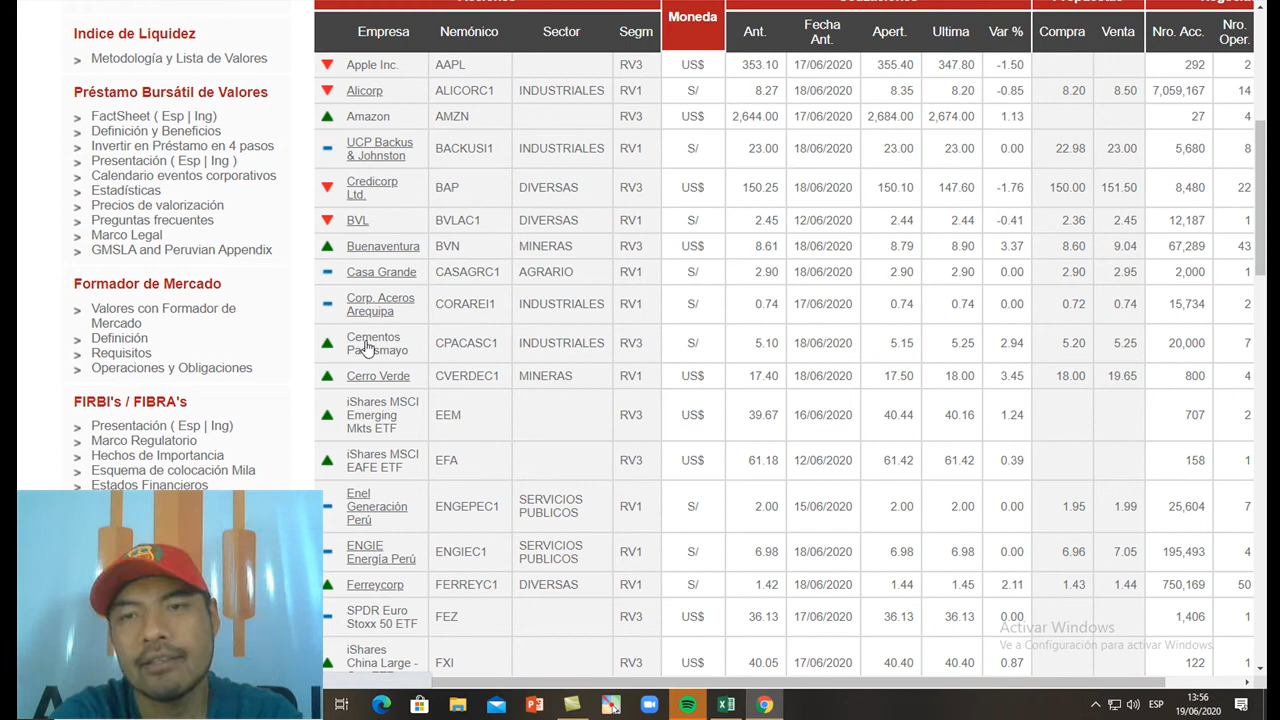 Indice de Liquidez
Metodología y Lista de Valores
Préstamo Bursátil de Valores
FactSheet ( Esp | Ing)
Definición y Beneficios
Invertir en Préstamo en 4 pasos
Presentación ( Esp | Ing )
Calendario eventos corporativos
Estadísticas
Precios de valorización
Preguntas frecuentes
Marco Legal
GMSLA and Peruvian Appendix
Formador de Mercado
Valores con Formador de
Mercado
Definición
Requisitos
Operaciones y Obligaciones
FIRBI's / FIBRA's
Presentación ( Esp | Ing)
Marco Regulatorio
Hechos de Importancia
Esquema de colocación Mila
Estados Financieros
Empresa Nemónico Sector Segm Moneda Ant. Fecha Ant. Apert. Ultima Var % Compra Venta Nro. Acc. Nro. Oper.
Apple Inc. AAPL RV3 US$ 353.10 17/06/2020 355.40 347.80 -1.50 292 2
Alicorp ALICORC1 INDUSTRIALES RV1 S/ 8.27 18/06/2020 8.35 8.20 -0.85 8.20 8.50 7,059,167 14
Amazon AMZN RV3 US$ 2,644.00 17/06/2020 2,684.00 2,674.00 1.13 27 4
UCP Backus
& Johnston BACKUSI1 INDUSTRIALES RV1 S/ 23.00 18/06/2020 23.00 23.00 0.00 22.98 23.00 5,680 8
Credicorp
Ltd. BAP DIVERSAS RV3 US$ 150.25 18/06/2020 150.10 147.60 -1.76 150.00 151.50 8,480 22
BVL BVLAC1 DIVERSAS RV1 S/ 2.45 12/06/2020 2.44 2.44 -0.41 2.36 2.45 12,187 1
Buenaventura BVN MINERAS RV3 US$ 8.61 18/06/2020 8.79 8.90 3.37 8.60 9.04 67,289 43
Casa Grande CASAGRC1 AGRARIO RV1 S/ 2.90 18/06/2020 2.90 2.90 0.00 2.90 2.95 2,000 1
Corp. Aceros
Arequipa CORAREI1 INDUSTRIALES RV1 S/ 0.74 17/06/2020 0.74 0.74 0.00 0.72 0.74 15,734 2
Cementos
CPACASC1 INDUSTRIALES RV1 S/ 5.10 18/06/2020 5.15 5.25 2.94 5.20 5.25 20,000 7
Cerro Verde CVERDEC1 MINERAS RV1 US$ 17.40 18/06/2020 17.50 18.00 3.45 18.00 19.65 800 4
iShares MSCI
Emerging
Mkts ETF EEM RV3 US$ 39.67 16/06/2020 40.44 40.16 1.24 707 2
iShares MSCI
EAFE ETF EFA RV3 US$ 61.18 12/06/2020 61.42 61.42 0.39 158 1
Enel
Generación
Perú ENGEPEC1 SERVICIOS PUBLICOS RV1 S/ 2.00 15/06/2020 2.00 2.00 0.00 1.95 1.99 25,604 7
ENGIE
Energía Perú ENGIEC1 SERVICIOS PUBLICOS RV1 S/ 6.98 18/06/2020 6.98 6.98 0.00 6.98 7.05 195,493 4
Ferreycorp FERREYC1 DIVERSAS RV1 S/ 1.42 18/06/2020 1.44 1.45 2.11 1.43 1.44 750,169 50
SPDR Euro
Stoxx 50 ETF FEZ RV3 US$ 36.13 17/06/2020 36.13 36.13 0.00 1,406 1
iShares
China Large - FXI RV3 US$ 40.05 17/06/2020 40.40 40.40 0.87 122 1
Activar Windows
Ve a Configuración para activar Windows.
ESP
13:56
19/06/2020